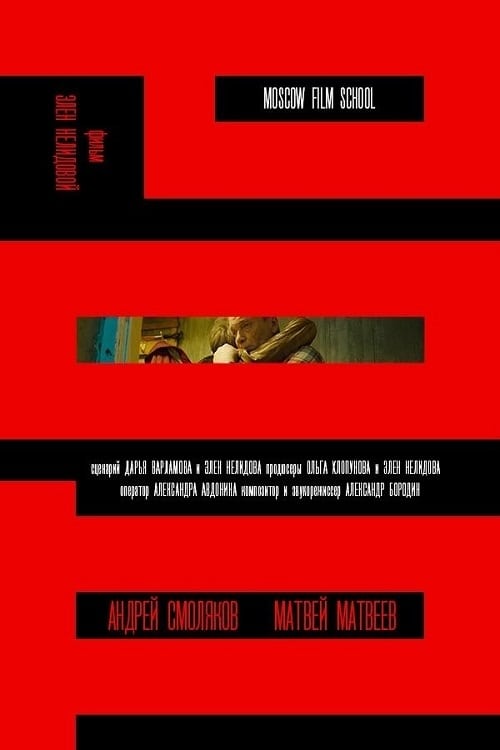 MOSCOW FILM SCHOOL
фильм
ЭЛЕН НЕЛИДОВОЙ
сценарий ДАРЬЯ ВАРЛАМОВА и ЭЛЕН НЕЛИДОВА продюсеры ОЛЬГА КЛОПУНОВА и ЭЛЕН НЕЛИДОВА
оператор АЛЕКСАНДРА АВДОНИНА композитор и звукорежиссер АЛЕКСАНДР БОРОДИН
АНДРЕЙ СМОЛЯКОВ МАТВЕЙ МАТВЕЕВ